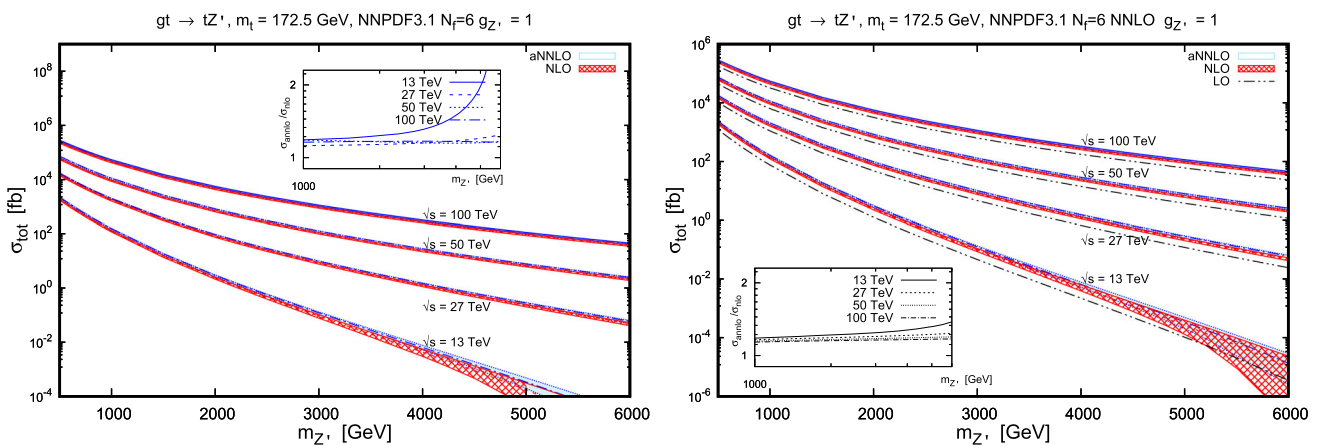 gt → tZ', m_t = 172.5 GeV, NNPDF3.1 N_f=6 g_Z' = 1
aNNLO
NLO
σ_tot [fb]
10^8
10^6
10^4
10^2
10^0
10^-2
10^-4
σ_annlo /σ_nlo
2
1
13 TeV
27 TeV
50 TeV
100 TeV
1000
m_Z', [GeV]
√s = 100 TeV
√s = 50 TeV
√s = 27 TeV
√s = 13 TeV
1000 2000 3000 4000 5000 6000
m_Z', [GeV]
gt → tZ', m_t = 172.5 GeV, NNPDF3.1 N_f=6 NNLO g_Z' = 1
aNNLO
NLO
LO
σ_tot [fb]
10^6
10^4
10^2
10^0
10^-2
10^-4
10^-6
√s = 100 TeV
√s = 50 TeV
√s = 27 TeV
√s = 13 TeV
σ_annlo /σ_nlo
2
1
13 TeV
27 TeV
50 TeV
100 TeV
1000
m_Z', [GeV]
1000 2000 3000 4000 5000 6000
m_Z', [GeV]